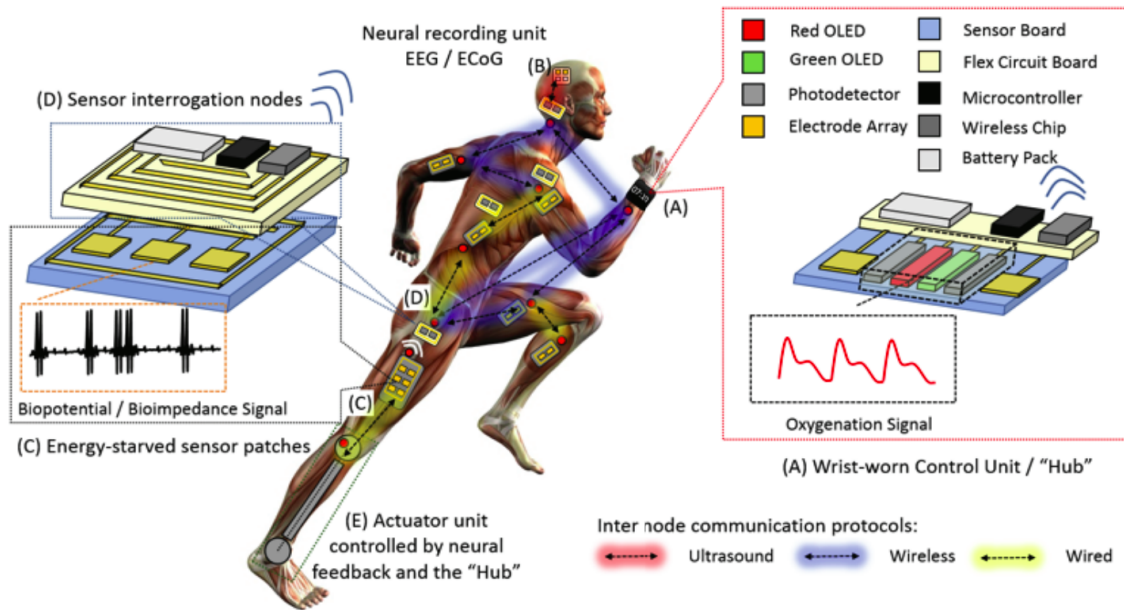 Neural recording unit
EEG / ECoG
(B)
(D) Sensor interrogation nodes
Red OLED
Green OLED
Photodetector
Electrode Array
Sensor Board
Flex Circuit Board
Microcontroller
Wireless Chip
Battery Pack
07:20
(A)
(D)
(C)
Biopotential / Bioimpedance Signal
(C) Energy-starved sensor patches
Oxygenation Signal
(A) Wrist-worn Control Unit / “Hub”
(E) Actuator unit
controlled by neural
feedback and the “Hub”
Inter node communication protocols:
Ultrasound
Wireless
Wired